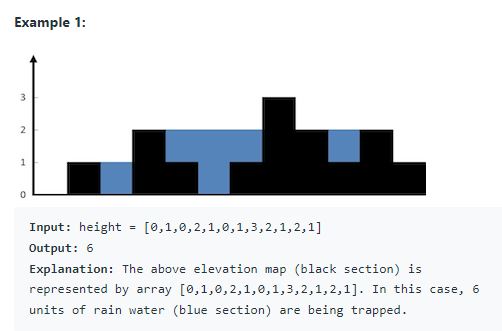 Example 1:
3
2
1
0
Input: height = [0,1,0,2,1,0,1,3,2,1,2,1]
Output: 6
Explanation: The above elevation map (black section) is
represented by array [0,1,0,2,1,0,1,3,2,1,2,1]. In this case, 6
units of rain water (blue section) are being trapped.